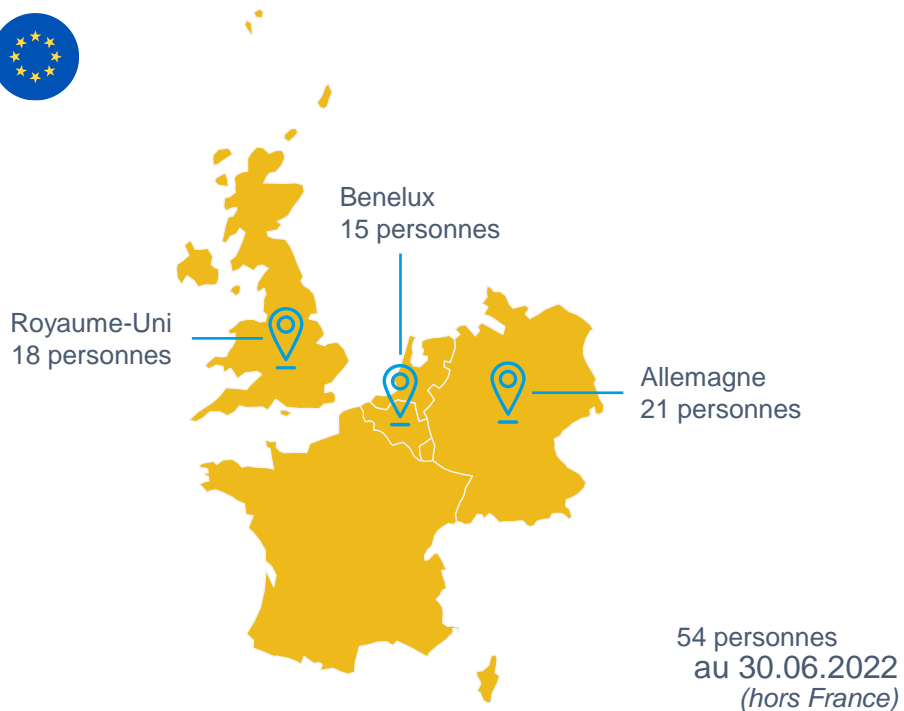 Benelux
15 personnes
Royaume-Uni
18 personnes
Allemagne
21 personnes
54 personnes
au 30.06.2022
(hors France)